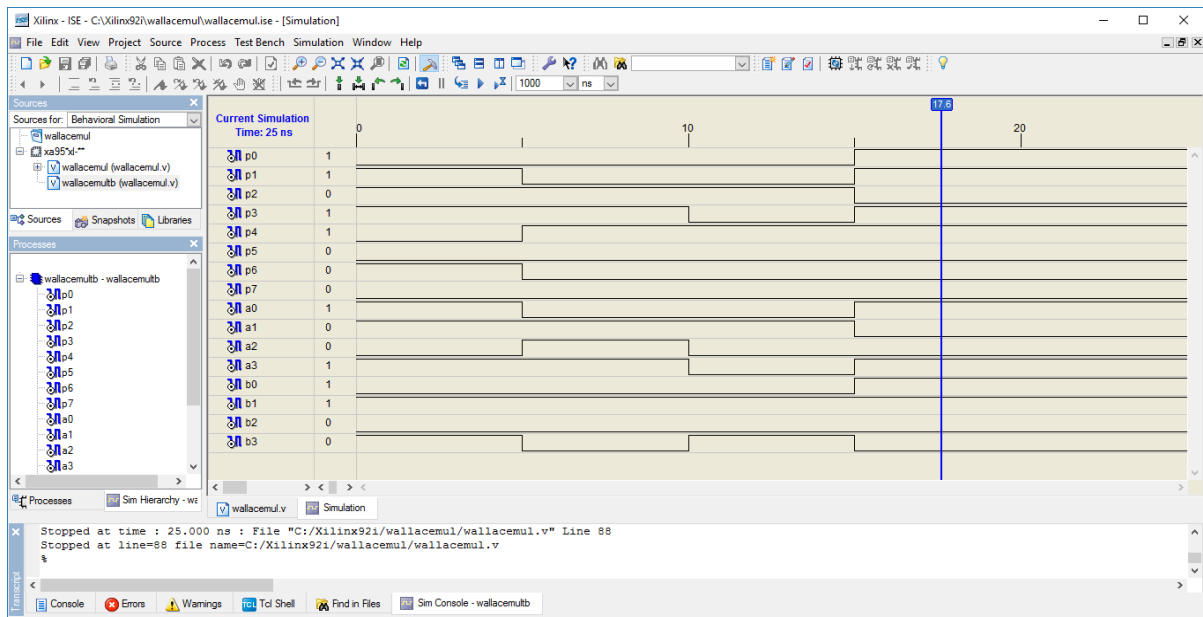 Xilinx - ISE - C:\Xilinx92i\wallacemul\wallacemul.ise - [Simulation]
File Edit View Project Source Process Test Bench Simulation Window Help
1000 ns
Sources
Sources for: Behavioral Simulation
wallacemul
xa95*xl-**
wallacemul (wallacemul.v)
wallacemultb (wallacemul.v)
Sources Snapshots Libraries
Processes
wallacemultb - wallacemultb
p0
p1
p2
p3
p4
p5
p6
p7
a0
a1
a2
a3
Processes Sim Hierarchy - wa
Current Simulation
Time: 25 ns
17.6
0 10 20
p0 1
p1 1
p2 0
p3 1
p4 1
p5 0
p6 0
p7 0
a0 1
a1 0
a2 0
a3 1
b0 1
b1 1
b2 0
b3 0
wallacemul.v Simulation
Stopped at time : 25.000 ns : File "C:/Xilinx92i/wallacemul/wallacemul.v" Line 88
Stopped at line=88 file name=C:/Xilinx92i/wallacemul/wallacemul.v
%
Transcript
Console Errors Warnings Tcl Shell Find in Files Sim Console - wallacemultb